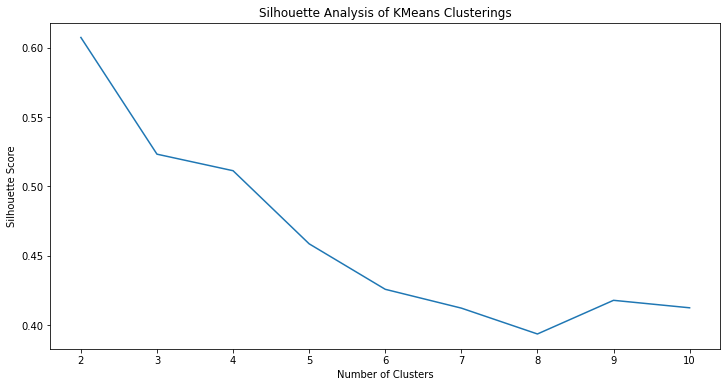 Silhouette Analysis of KMeans Clusterings
0.60
0.55
0.50
0.45
0.40
Silhouette Score
2 3 4 5 6 7 8 9 10
Number of Clusters